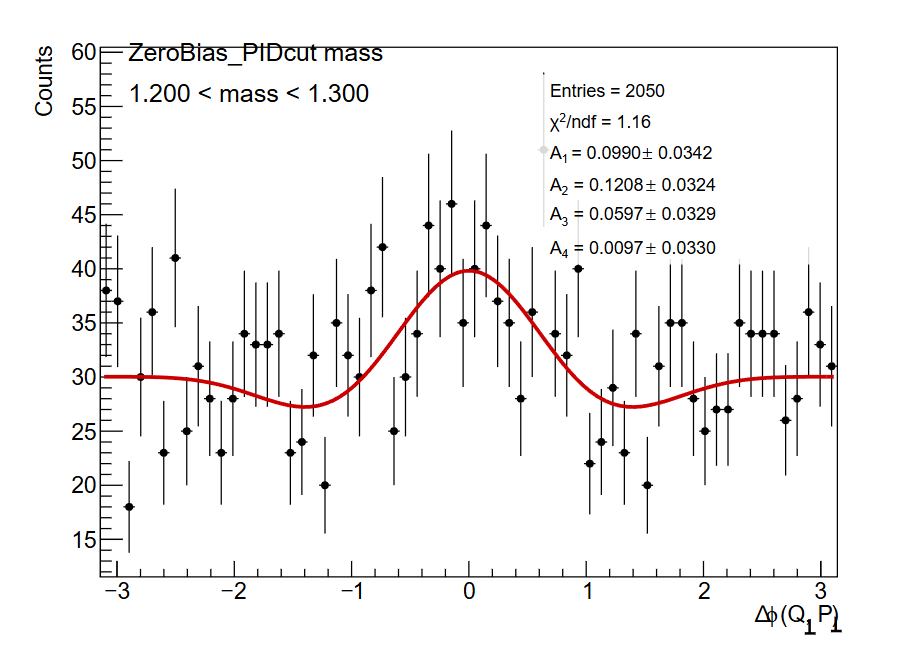 ZeroBias_PIDcut mass
1.200 < mass < 1.300
Entries = 2050
χ²/ndf = 1.16
A₁ = 0.0990± 0.0342
A₂ = 0.1208± 0.0324
A₃ = 0.0597± 0.0329
A₄ = 0.0097± 0.0330
Counts
60
55
50
45
40
35
30
25
20
15
−3 −2 −1 0 1 2 3
Δϕ (Q⊥, P⊥)